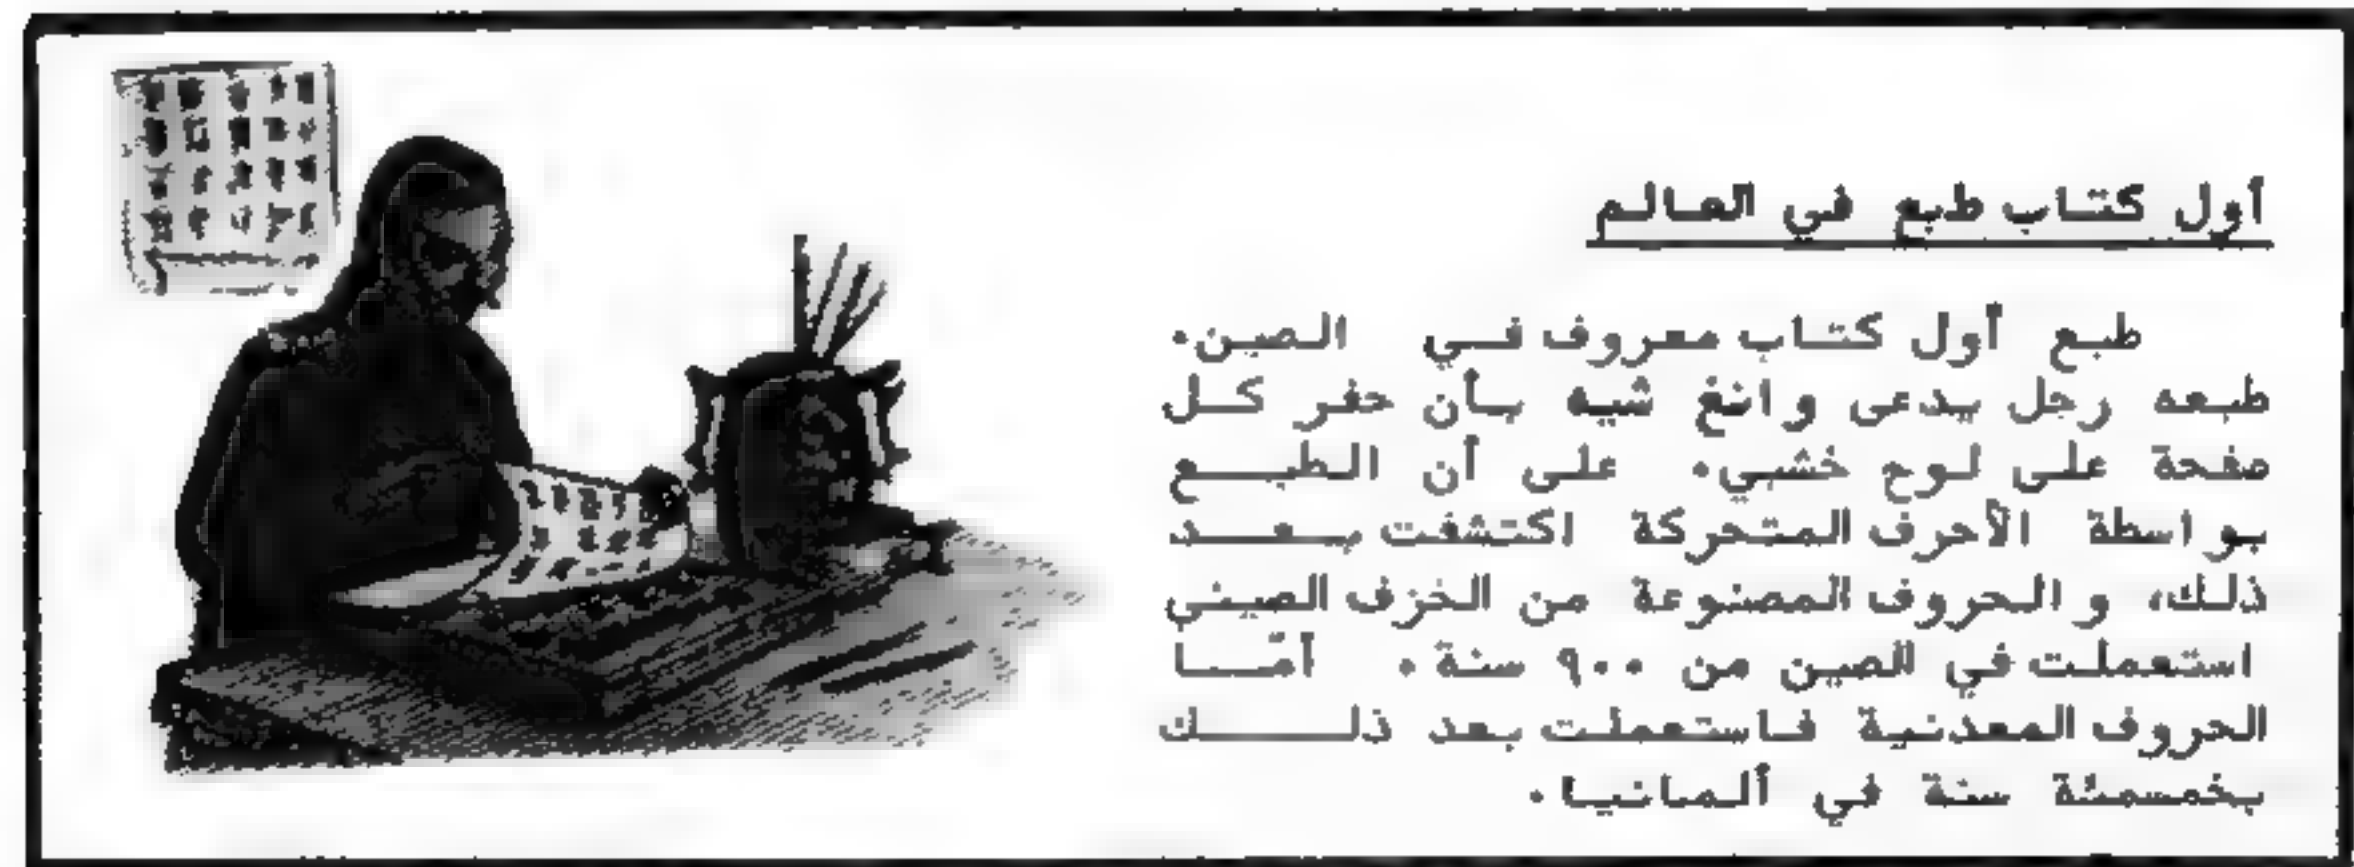 أول كتاب طبع في العالم
طبع أول كتاب معروف في الصين.
طبعه رجل يدعى وانغ شيه بأن حفر كل
صفحة على لوح خشبي. على أن الطبع
بواسطة الأحرف المتحركة اكتشفت بعد
ذلك، والحروف المصنوعة من الخزف الصيني
استعملت في الصين من ٩٠٠ سنة. أمّا
الحروف المعدنية فاستعملت بعد ذلك
بخمسمئة سنة في ألمانيا.